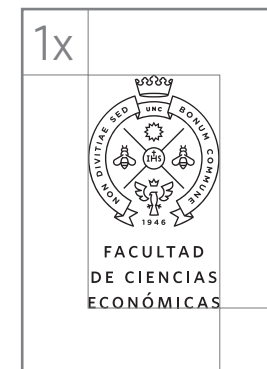 1x
NON DIVITIAE SED
UNC
BONUM COMMUNE
IHS
1946
FACULTAD
DE CIENCIAS
ECONÓMICAS